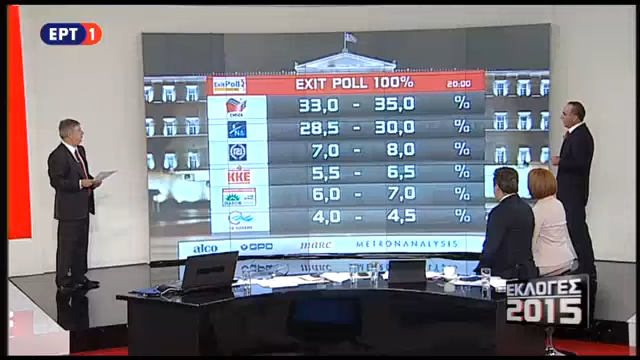 ΕΡΤ 1
Exit Poll
EXIT POLL 100% 20:00
33,0 - 35,0 %
28,5 - 30,0 %
7,0 - 8,0 %
ΚΚΕ
5,5 - 6,5 %
6,0 - 7,0 %
4,0 - 4,5 %
alco GPO marc METRONANALYSIS
ΕΚΛΟΓΕΣ
2015